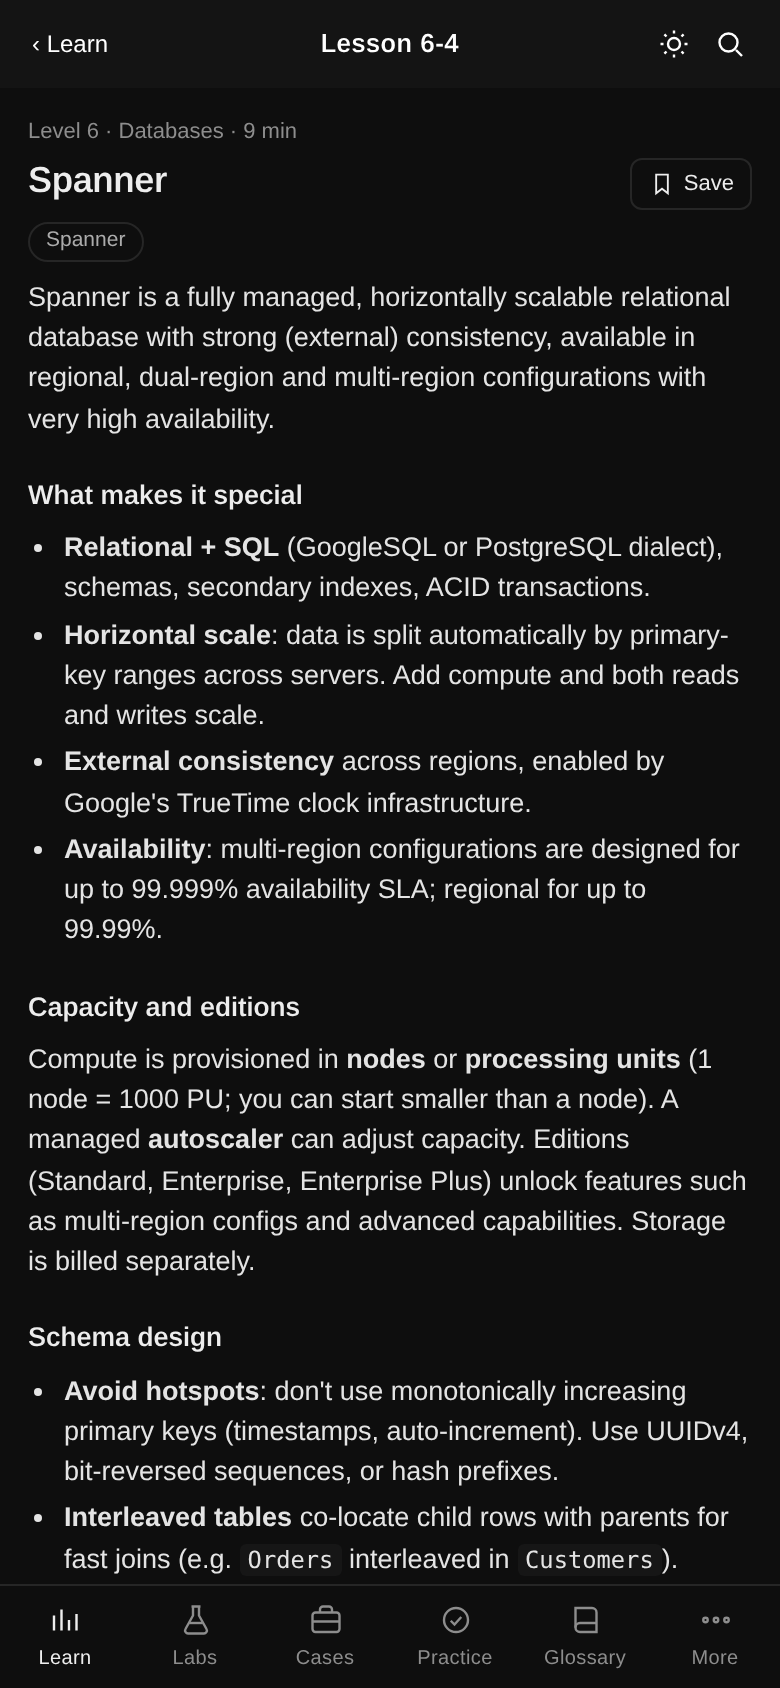 ‹ Learn
Lesson 6-4
Level 6 · Databases · 9 min
Spanner
Save
Spanner
Spanner is a fully managed, horizontally scalable relational
database with strong (external) consistency, available in
regional, dual-region and multi-region configurations with
very high availability.
What makes it special
• Relational + SQL (GoogleSQL or PostgreSQL dialect),
schemas, secondary indexes, ACID transactions.
• Horizontal scale: data is split automatically by primary-
key ranges across servers. Add compute and both reads
and writes scale.
• External consistency across regions, enabled by
Google's TrueTime clock infrastructure.
• Availability: multi-region configurations are designed for
up to 99.999% availability SLA; regional for up to
99.99%.
Capacity and editions
Compute is provisioned in nodes or processing units (1
node = 1000 PU; you can start smaller than a node). A
managed autoscaler can adjust capacity. Editions
(Standard, Enterprise, Enterprise Plus) unlock features such
as multi-region configs and advanced capabilities. Storage
is billed separately.
Schema design
• Avoid hotspots: don't use monotonically increasing
primary keys (timestamps, auto-increment). Use UUIDv4,
bit-reversed sequences, or hash prefixes.
• Interleaved tables co-locate child rows with parents for
fast joins (e.g. Orders interleaved in Customers).
Learn
Labs
Cases
Practice
Glossary
More